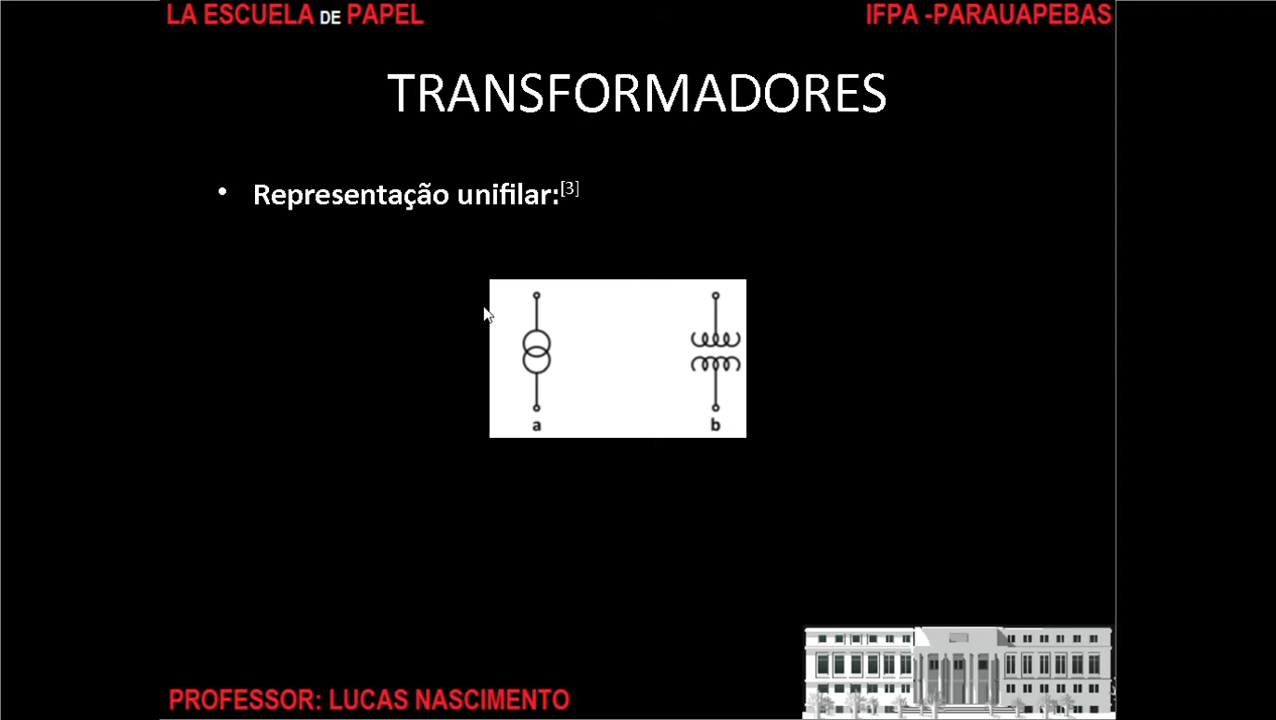 LA ESCUELA DE PAPEL
IFPA -PARAUAPEBAS
TRANSFORMADORES
• Representação unifilar:[3]
a
b
PROFESSOR: LUCAS NASCIMENTO